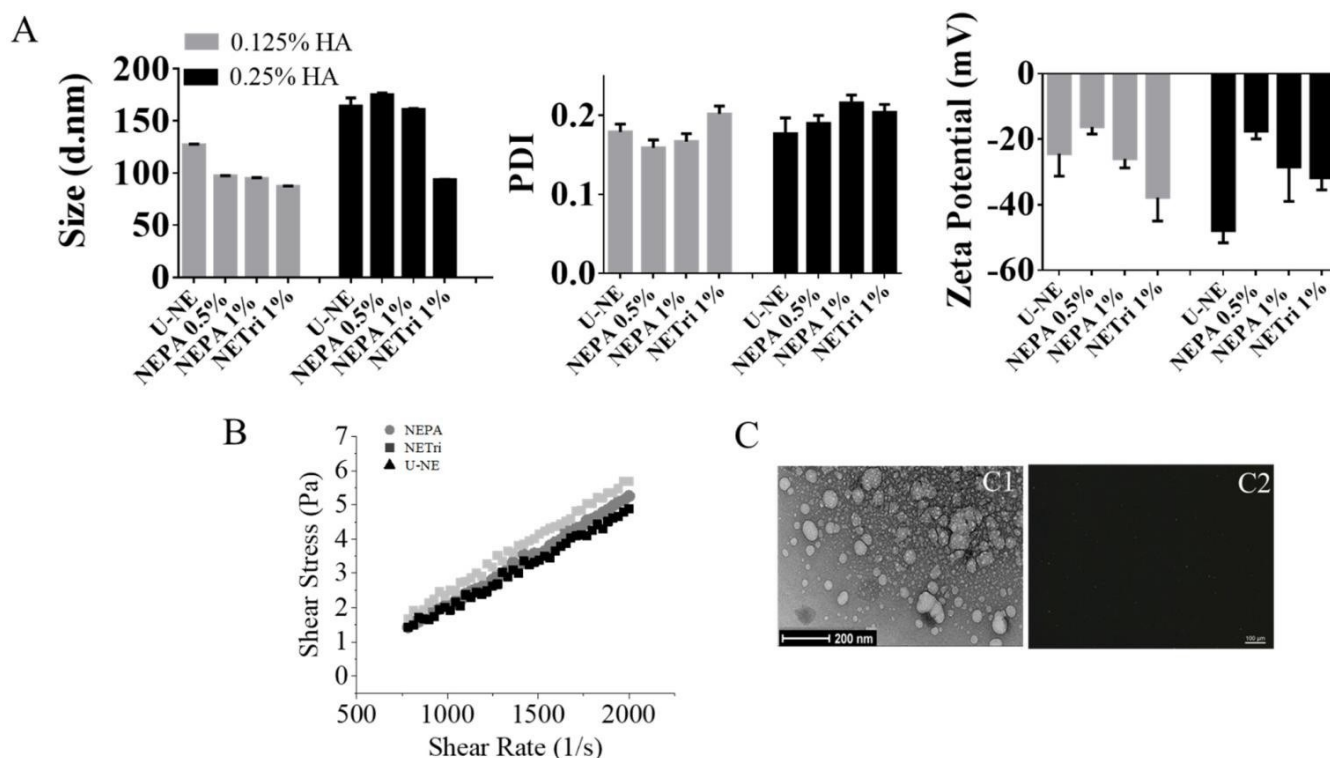 A
0.125% HA
0.25% HA
Size (d.nm)
200
150
100
50
0
U-NE
NEPA 0.5%
NEPA 1%
NETri 1%
U-NE
NEPA 0.5%
NEPA 1%
NETri 1%
PDI
0.2
0.1
0.0
U-NE
NEPA 0.5%
NEPA 1%
NETri 1%
U-NE
NEPA 0.5%
NEPA 1%
NETri 1%
Zeta Potential (mV)
0
-20
-40
-60
U-NE
NEPA 0.5%
NEPA 1%
NETri 1%
U-NE
NEPA 0.5%
NEPA 1%
NETri 1%
B
NEPA
NETri
U-NE
Shear Stress (Pa)
7
6
5
4
3
2
1
0
500 1000 1500 2000
Shear Rate (1/s)
C
C1
200 nm
C2
100 µm